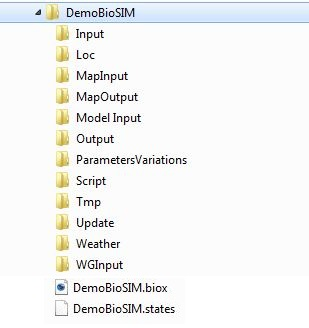 DemoBioSIM
Input
Loc
MapInput
MapOutput
Model Input
Output
ParametersVariations
Script
Tmp
Update
Weather
WGInput
DemoBioSIM.biox
DemoBioSIM.states